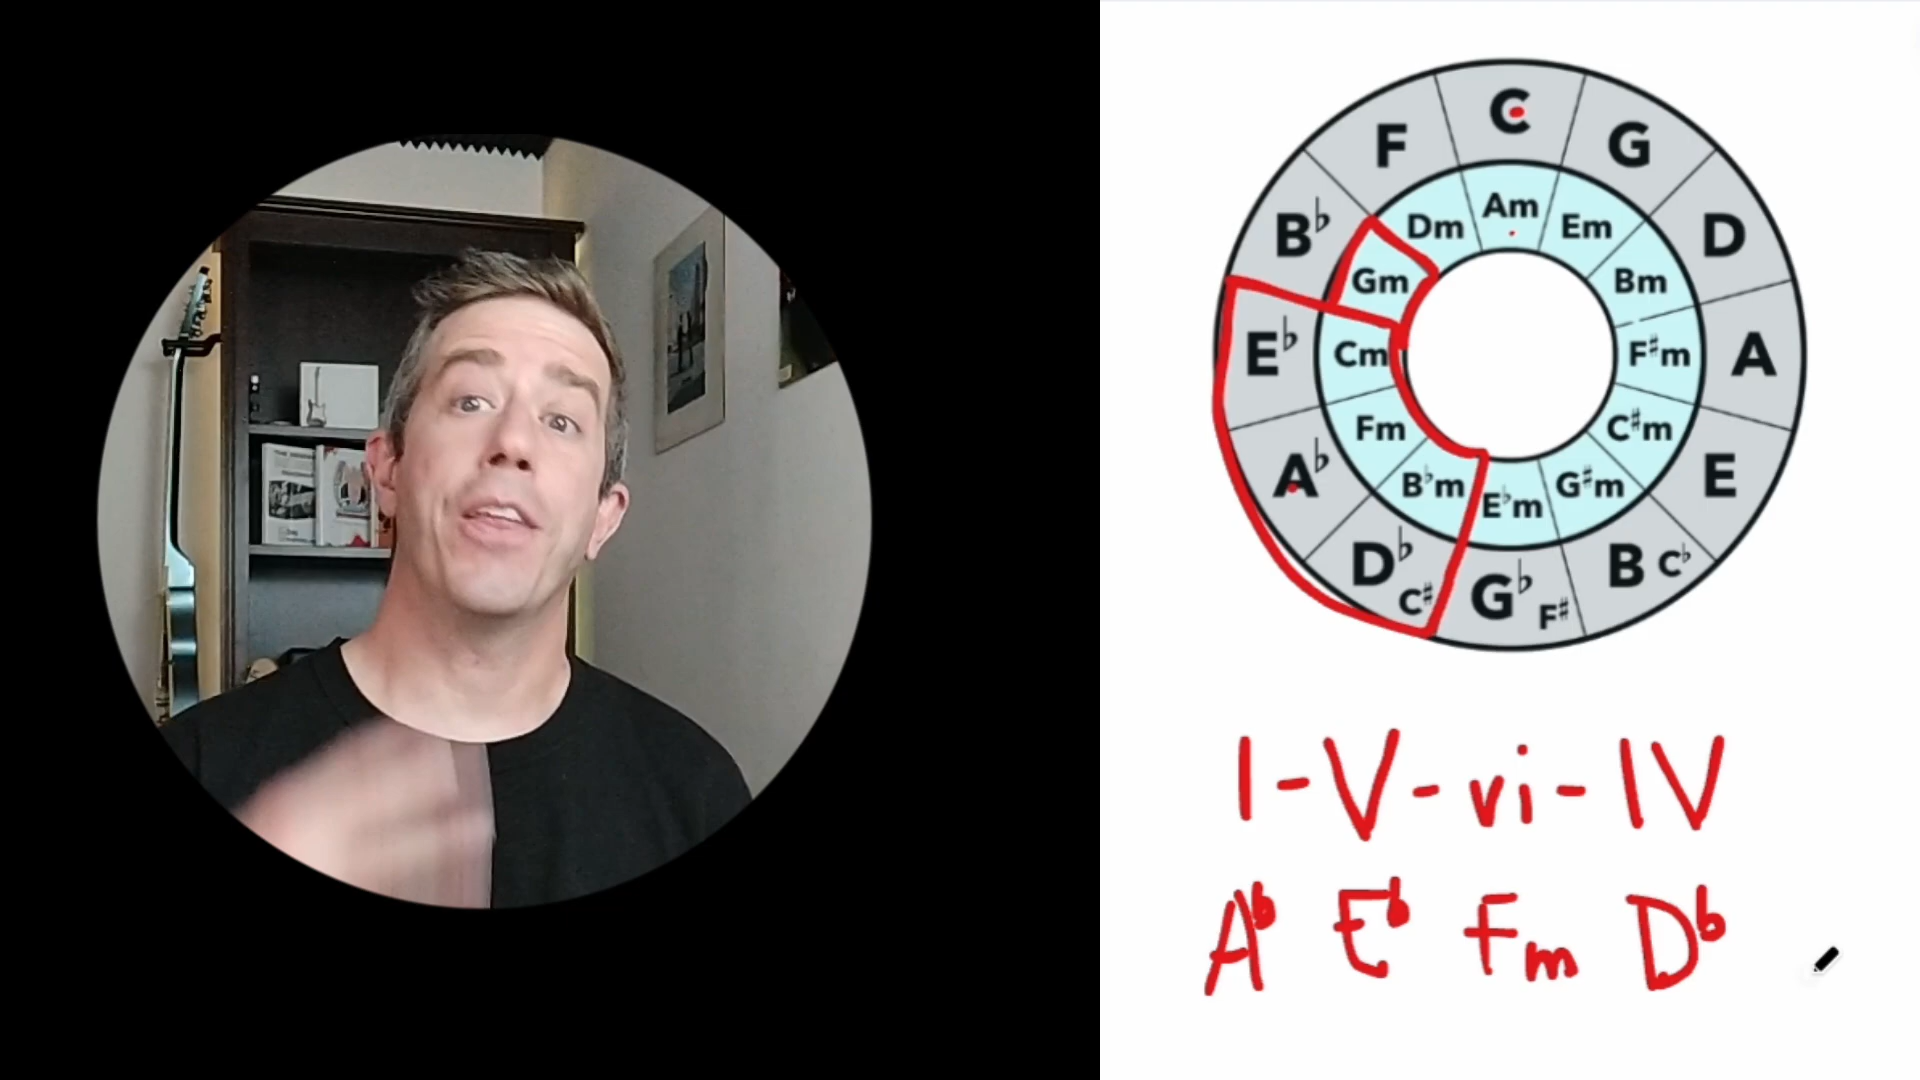 C
F G
B♭ D
E♭ A
A♭ E
D♭ C♯ G♭ F♯ B C♭
Am
Dm Em
Gm Bm
Cm F♯m
Fm C♯m
B♭m E♭m G♯m
I - V - vi - IV
A♭ E♭ Fm D♭